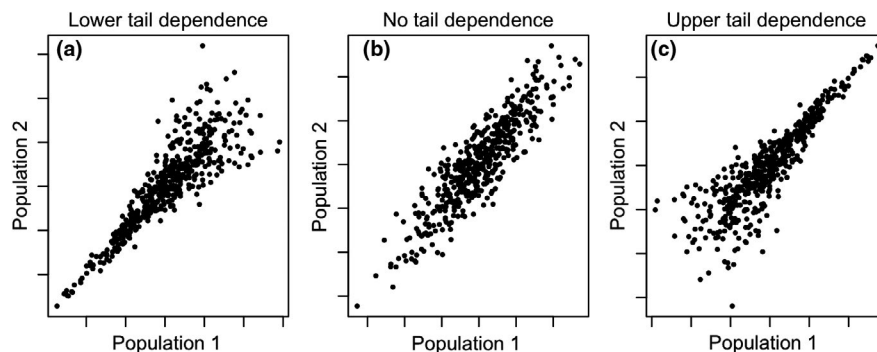 Lower tail dependence
No tail dependence
Upper tail dependence
(a)
(b)
(c)
Population 2
Population 2
Population 2
Population 1
Population 1
Population 1